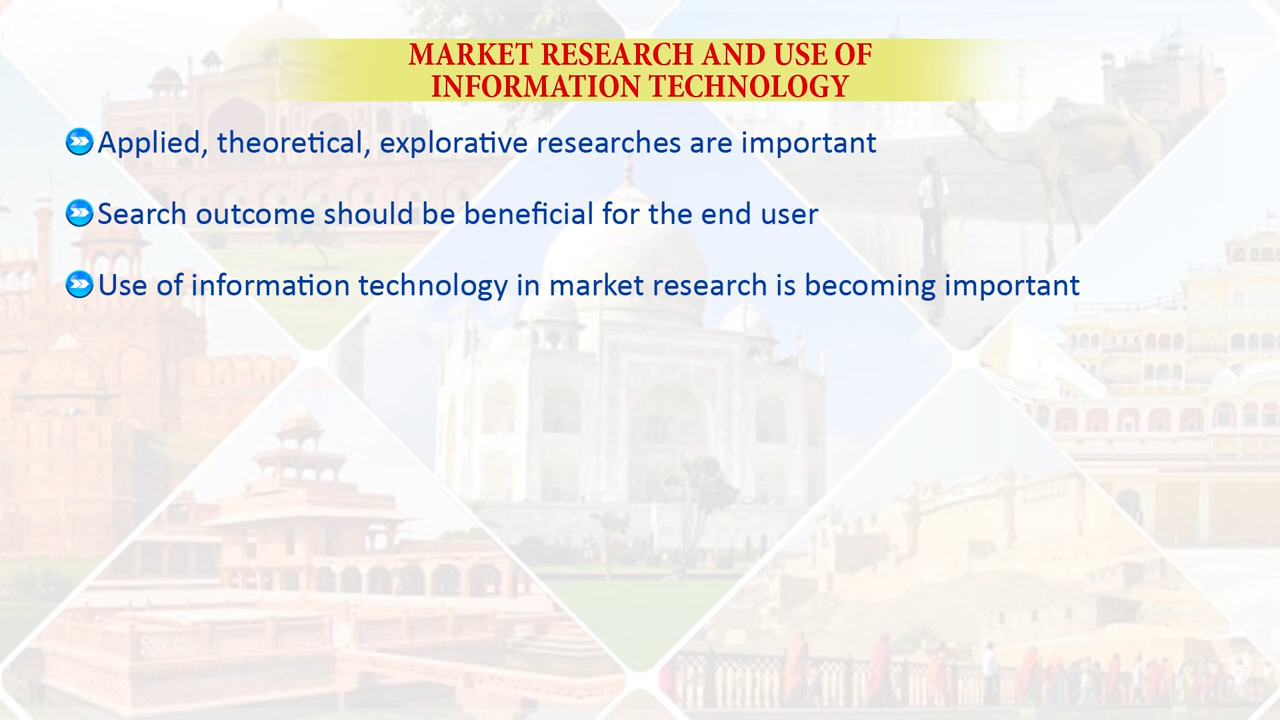 MARKET RESEARCH AND USE OF
INFORMATION TECHNOLOGY
Applied, theoretical, explorative researches are important
Search outcome should be beneficial for the end user
Use of information technology in market research is becoming important